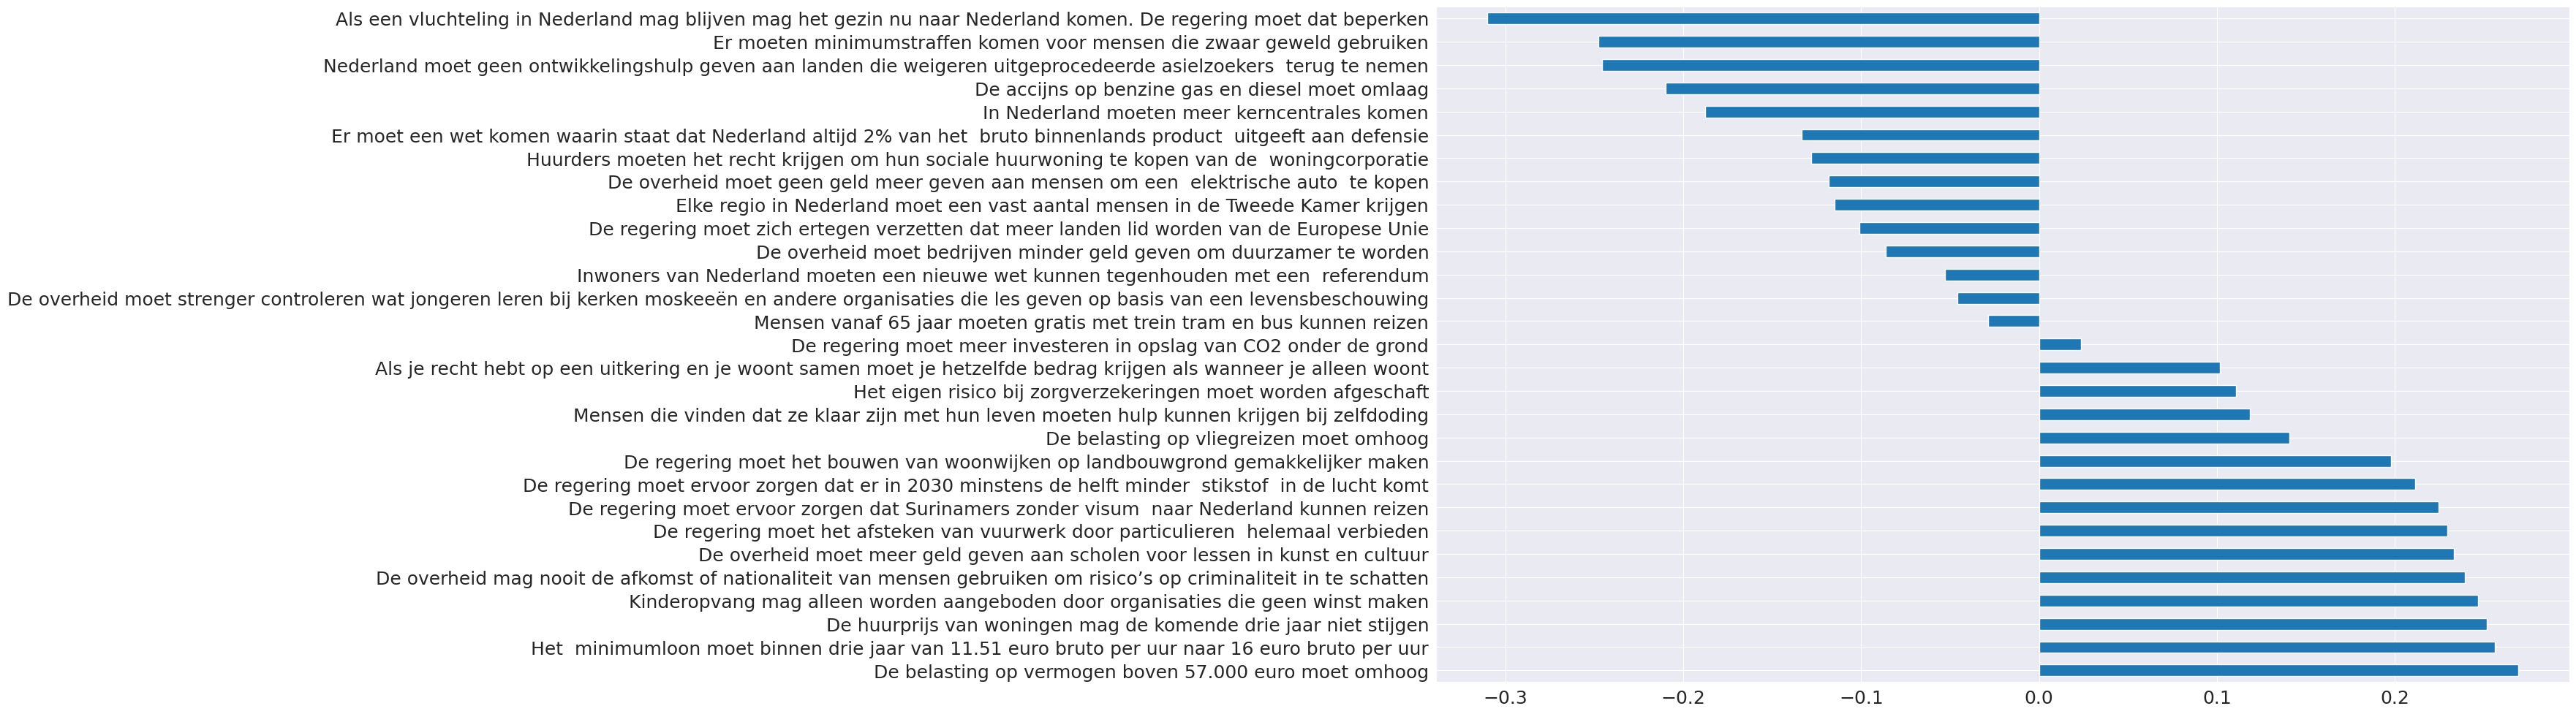 Als een vluchteling in Nederland mag blijven mag het gezin nu naar Nederland komen. De regering moet dat beperken
Er moeten minimumstraffen komen voor mensen die zwaar geweld gebruiken
Nederland moet geen ontwikkelingshulp geven aan landen die weigeren uitgeprocedeerde asielzoekers  terug te nemen
De accijns op benzine gas en diesel moet omlaag
In Nederland moeten meer kerncentrales komen
Er moet een wet komen waarin staat dat Nederland altijd 2% van het  bruto binnenlands product  uitgeeft aan defensie
Huurders moeten het recht krijgen om hun sociale huurwoning te kopen van de  woningcorporatie
De overheid moet geen geld meer geven aan mensen om een  elektrische auto  te kopen
Elke regio in Nederland moet een vast aantal mensen in de Tweede Kamer krijgen
De regering moet zich ertegen verzetten dat meer landen lid worden van de Europese Unie
De overheid moet bedrijven minder geld geven om duurzamer te worden
Inwoners van Nederland moeten een nieuwe wet kunnen tegenhouden met een  referendum
De overheid moet strenger controleren wat jongeren leren bij kerken moskeeën en andere organisaties die les geven op basis van een levensbeschouwing
Mensen vanaf 65 jaar moeten gratis met trein tram en bus kunnen reizen
De regering moet meer investeren in opslag van CO2 onder de grond
Als je recht hebt op een uitkering en je woont samen moet je hetzelfde bedrag krijgen als wanneer je alleen woont
Het eigen risico bij zorgverzekeringen moet worden afgeschaft
Mensen die vinden dat ze klaar zijn met hun leven moeten hulp kunnen krijgen bij zelfdoding
De belasting op vliegreizen moet omhoog
De regering moet het bouwen van woonwijken op landbouwgrond gemakkelijker maken
De regering moet ervoor zorgen dat er in 2030 minstens de helft minder  stikstof  in de lucht komt
De regering moet ervoor zorgen dat Surinamers zonder visum  naar Nederland kunnen reizen
De regering moet het afsteken van vuurwerk door particulieren  helemaal verbieden
De overheid moet meer geld geven aan scholen voor lessen in kunst en cultuur
De overheid mag nooit de afkomst of nationaliteit van mensen gebruiken om risico’s op criminaliteit in te schatten
Kinderopvang mag alleen worden aangeboden door organisaties die geen winst maken
De huurprijs van woningen mag de komende drie jaar niet stijgen
Het  minimumloon moet binnen drie jaar van 11.51 euro bruto per uur naar 16 euro bruto per uur
De belasting op vermogen boven 57.000 euro moet omhoog
−0.3 −0.2 −0.1 0.0 0.1 0.2